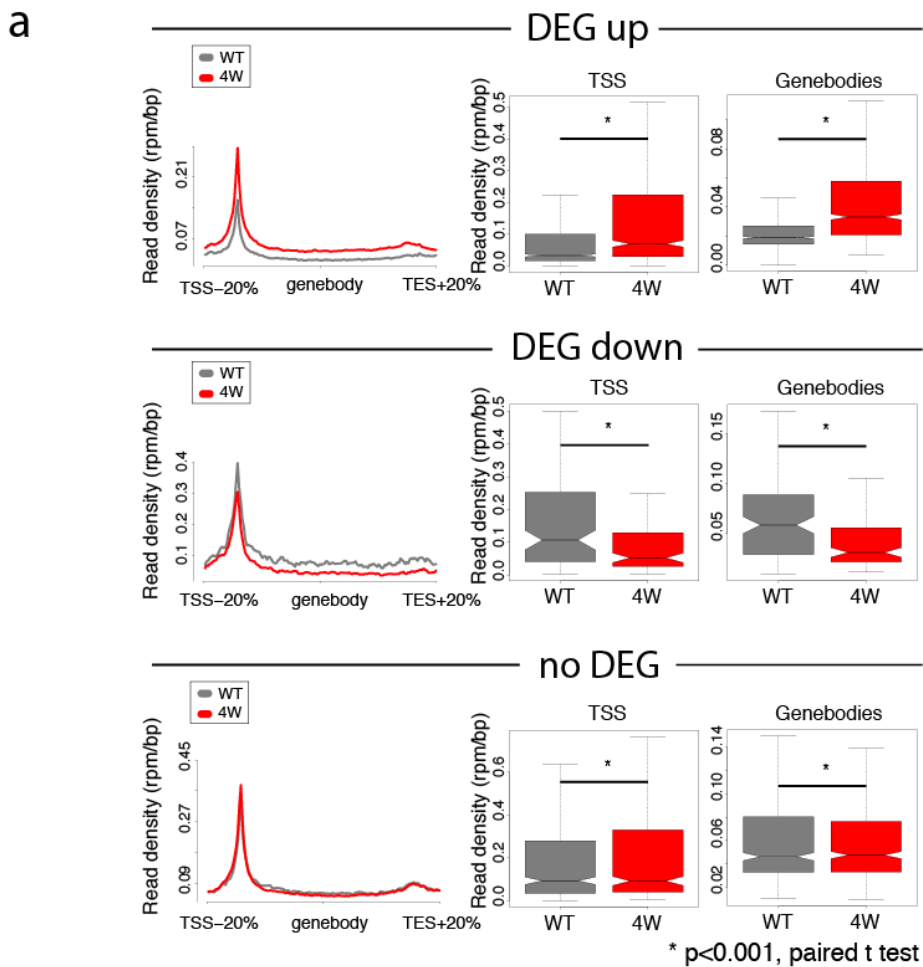 a
DEG up
WT
4W
Read density (rpm/bp)
0.07 0.21
TSS–20% genebody TES+20%
TSS
Read density (rpm/bp)
0.0 0.1 0.2 0.3 0.4 0.5
*
WT 4W
Genebodies
0.00 0.04 0.08
*
WT 4W
DEG down
WT
4W
Read density (rpm/bp)
0.1 0.2 0.3 0.4
TSS–20% genebody TES+20%
TSS
Read density (rpm/bp)
0.0 0.1 0.2 0.3 0.4 0.5
*
WT 4W
Genebodies
0.05 0.10 0.15
*
WT 4W
no DEG
WT
4W
Read density (rpm/bp)
0.09 0.27 0.45
TSS–20% genebody TES+20%
TSS
Read density (rpm/bp)
0.0 0.2 0.4 0.6
*
WT 4W
Genebodies
0.02 0.06 0.14
*
WT 4W
* p<0.001, paired t test